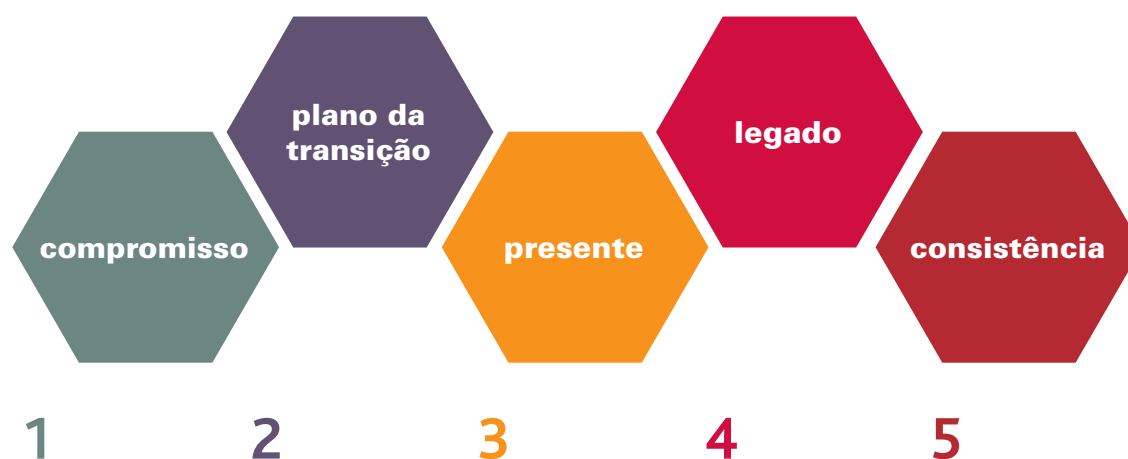 compromisso
plano da
transição
presente
legado
consistência
1
2
3
4
5